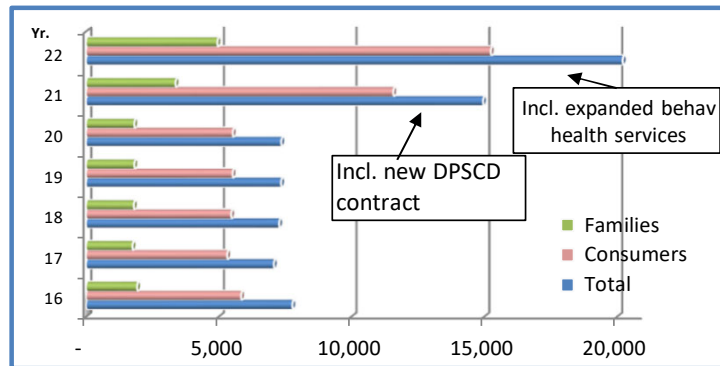 Yr.
22
21
20
19
18
17
16
Incl. expanded behav
health services
Incl. new DPSCD
contract
Families
Consumers
Total
-
5,000
10,000
15,000
20,000